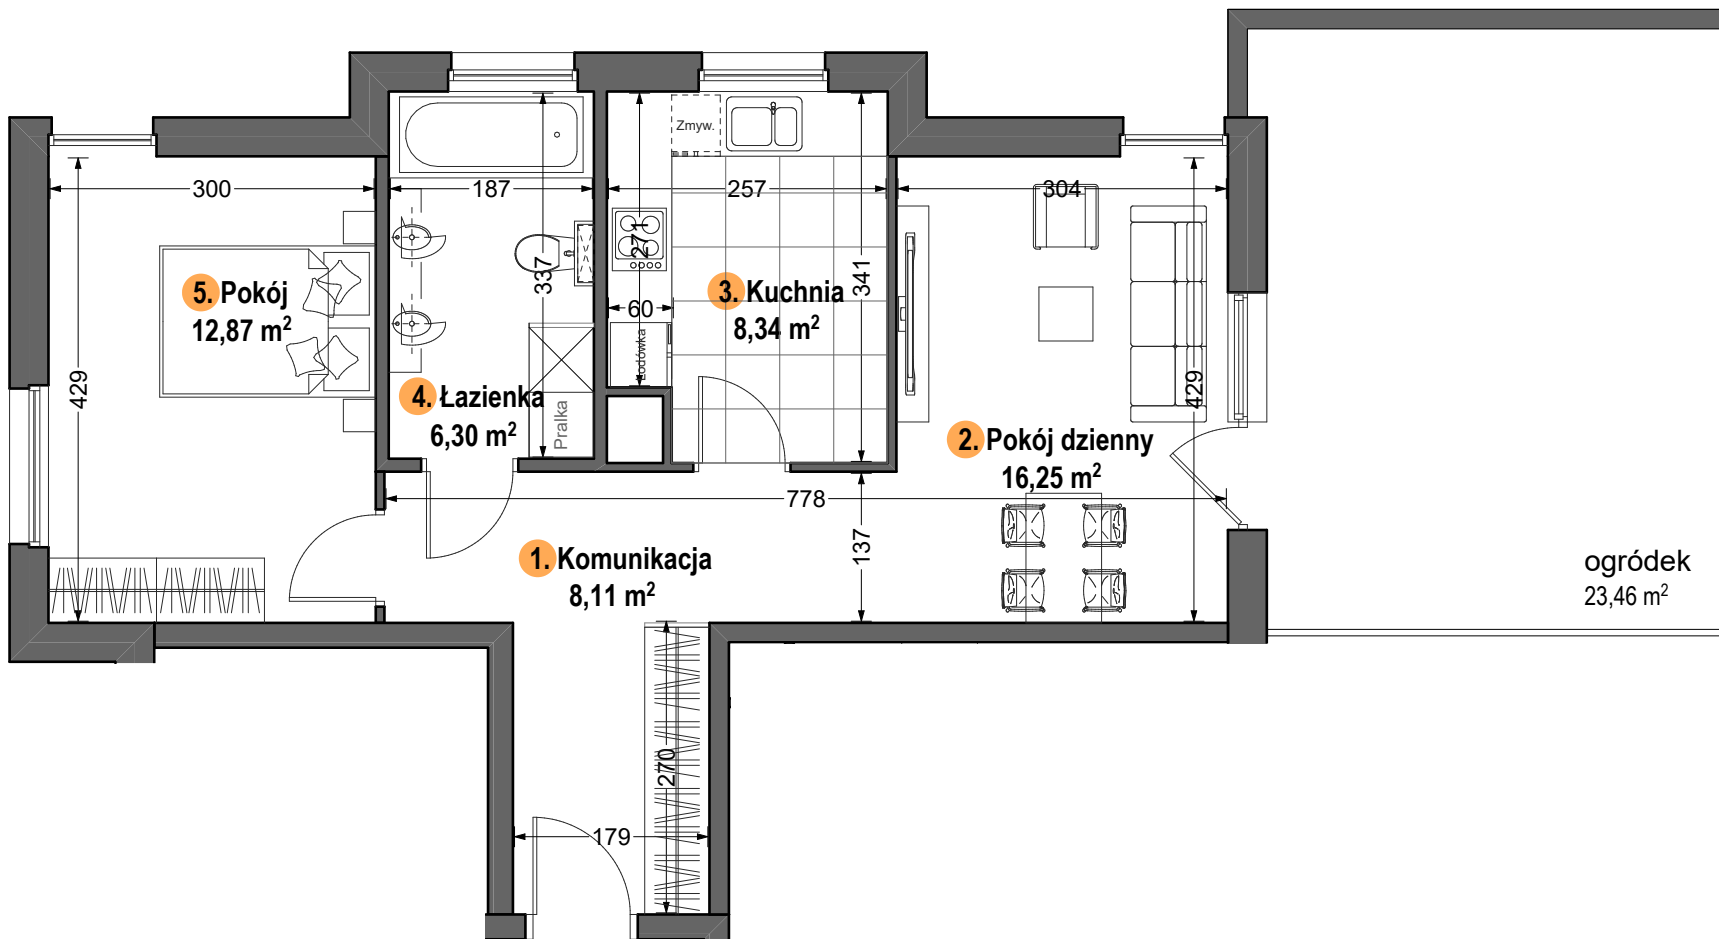 Zmyw.
300
187
257
304
271
337
341
5. Pokój
12,87 m²
3. Kuchnia
8,34 m²
60
Lodówka
429
4. Łazienka
6,30 m²
Pralka
429
2. Pokój dzienny
16,25 m²
778
137
1. Komunikacja
8,11 m²
ogródek
23,46 m²
270
179